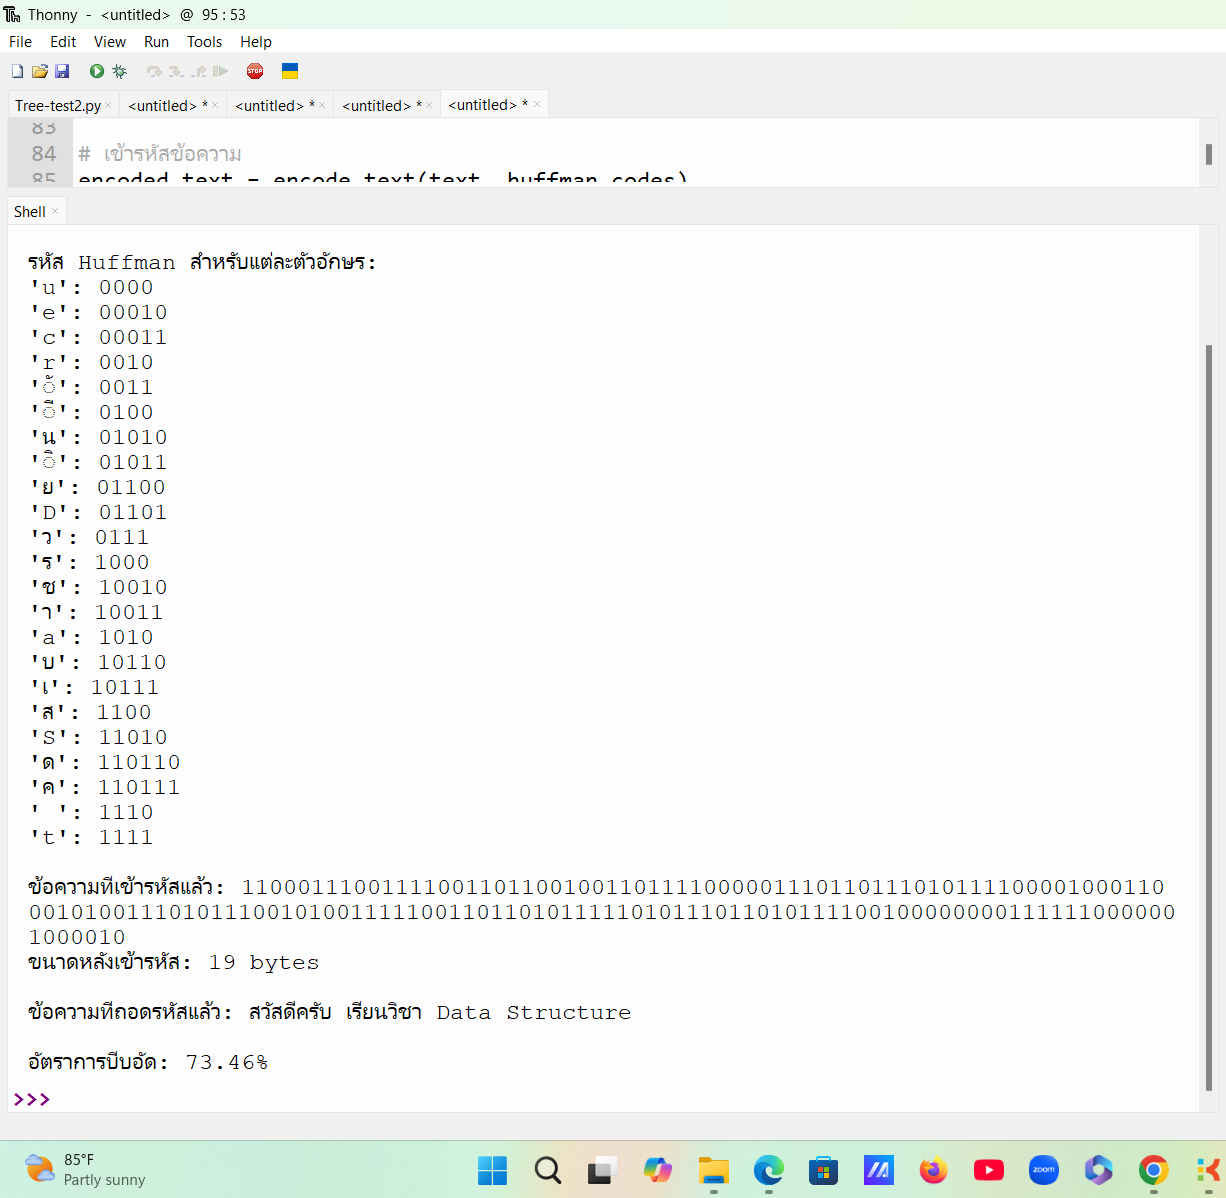 Thonny - <untitled> @ 95 : 53
File Edit View Run Tools Help
STOP
Tree-test2.py × <untitled> * × <untitled> * × <untitled> * × <untitled> * ×
83
84 # เข้ารหัสข้อความ
85 encoded_text = encode_text(text, huffman_codes)
Shell ×
รหัส Huffman สำหรับแต่ละตัวอักษร:
'u': 0000
'e': 00010
'c': 00011
'r': 0010
'ั': 0011
'ี': 0100
'น': 01010
'ิ': 01011
'ย': 01100
'D': 01101
'ว': 0111
'ร': 1000
'ช': 10010
'า': 10011
'a': 1010
'บ': 10110
'เ': 10111
'ส': 1100
'S': 11010
'ด': 110110
'ค': 110111
' ': 1110
't': 1111
ข้อความที่เข้ารหัสแล้ว: 1100011100111100110110010011011110000011101101110101111000010001100
0010100111010111001010011111001101101011111010111011010111100100000000111111000000
1000010
ขนาดหลังเข้ารหัส: 19 bytes
ข้อความที่ถอดรหัสแล้ว: สวัสดีครับ เรียนวิชา Data Structure
อัตราการบีบอัด: 73.46%
>>>
85°F
Partly sunny
zoom